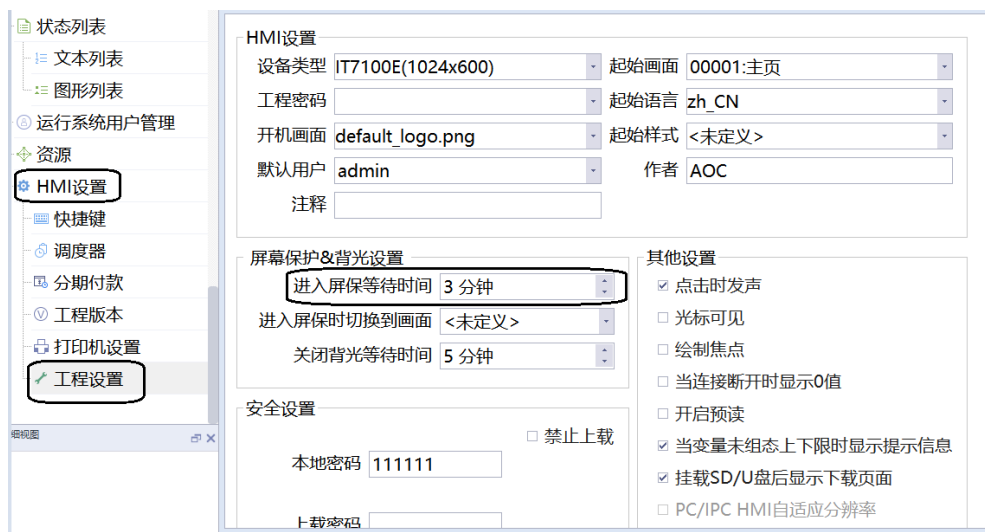 状态列表
文本列表
图形列表
运行系统用户管理
资源
HMI设置
快捷键
调度器
分期付款
工程版本
打印机设置
工程设置
细视图
HMI设置
设备类型 IT7100E(1024x600) 起始画面 00001:主页
工程密码 起始语言 zh_CN
开机画面 default_logo.png 起始样式 <未定义>
默认用户 admin 作者 AOC
注释
屏幕保护&背光设置
进入屏保等待时间 3 分钟
进入屏保时切换到画面 <未定义>
关闭背光等待时间 5 分钟
安全设置
禁止上载
本地密码 111111
上载密码
其他设置
点击时发声
光标可见
绘制焦点
当连接断开时显示0值
开启预读
当变量未组态上下限时显示提示信息
挂载SD/U盘后显示下载页面
PC/IPC HMI自适应分辨率